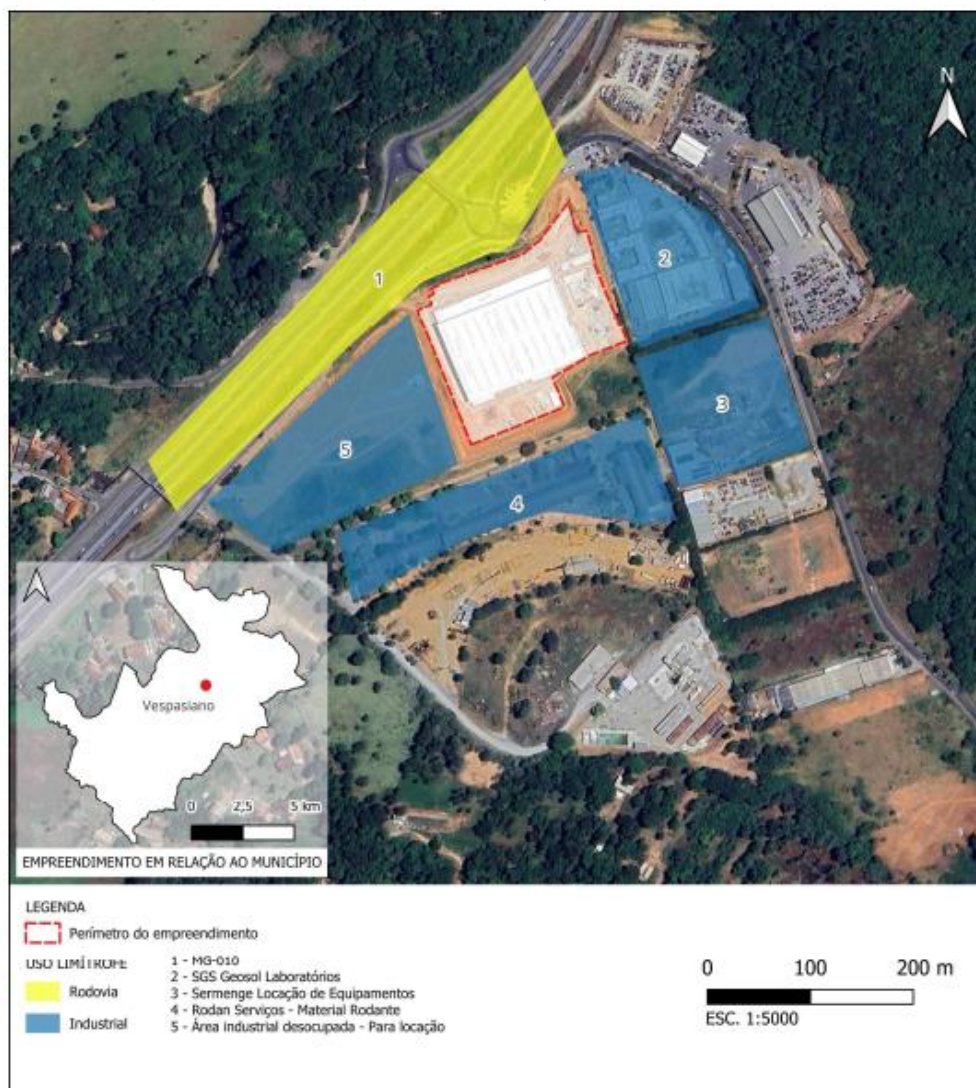 N
1
2
3
5
4
Vespasiano
0 2,5 5 km
EMPREENDIMENTO EM RELAÇÃO AO MUNICÍPIO
LEGENDA
Perímetro do empreendimento
USO LIMÍTROFE
Rodovia
Industrial
1 - MG-010
2 - SGS Geosol Laboratórios
3 - Sermenge Locação de Equipamentos
4 - Rodan Serviços - Material Rodante
5 - Área industrial desocupada - Para locação
0 100 200 m
ESC. 1:5000